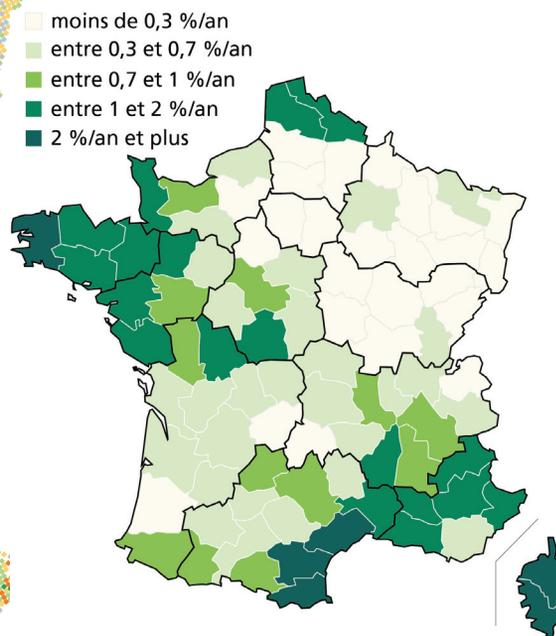 moins de 0,3 %/an
entre 0,3 et 0,7 %/an
entre 0,7 et 1 %/an
entre 1 et 2 %/an
2 %/an et plus